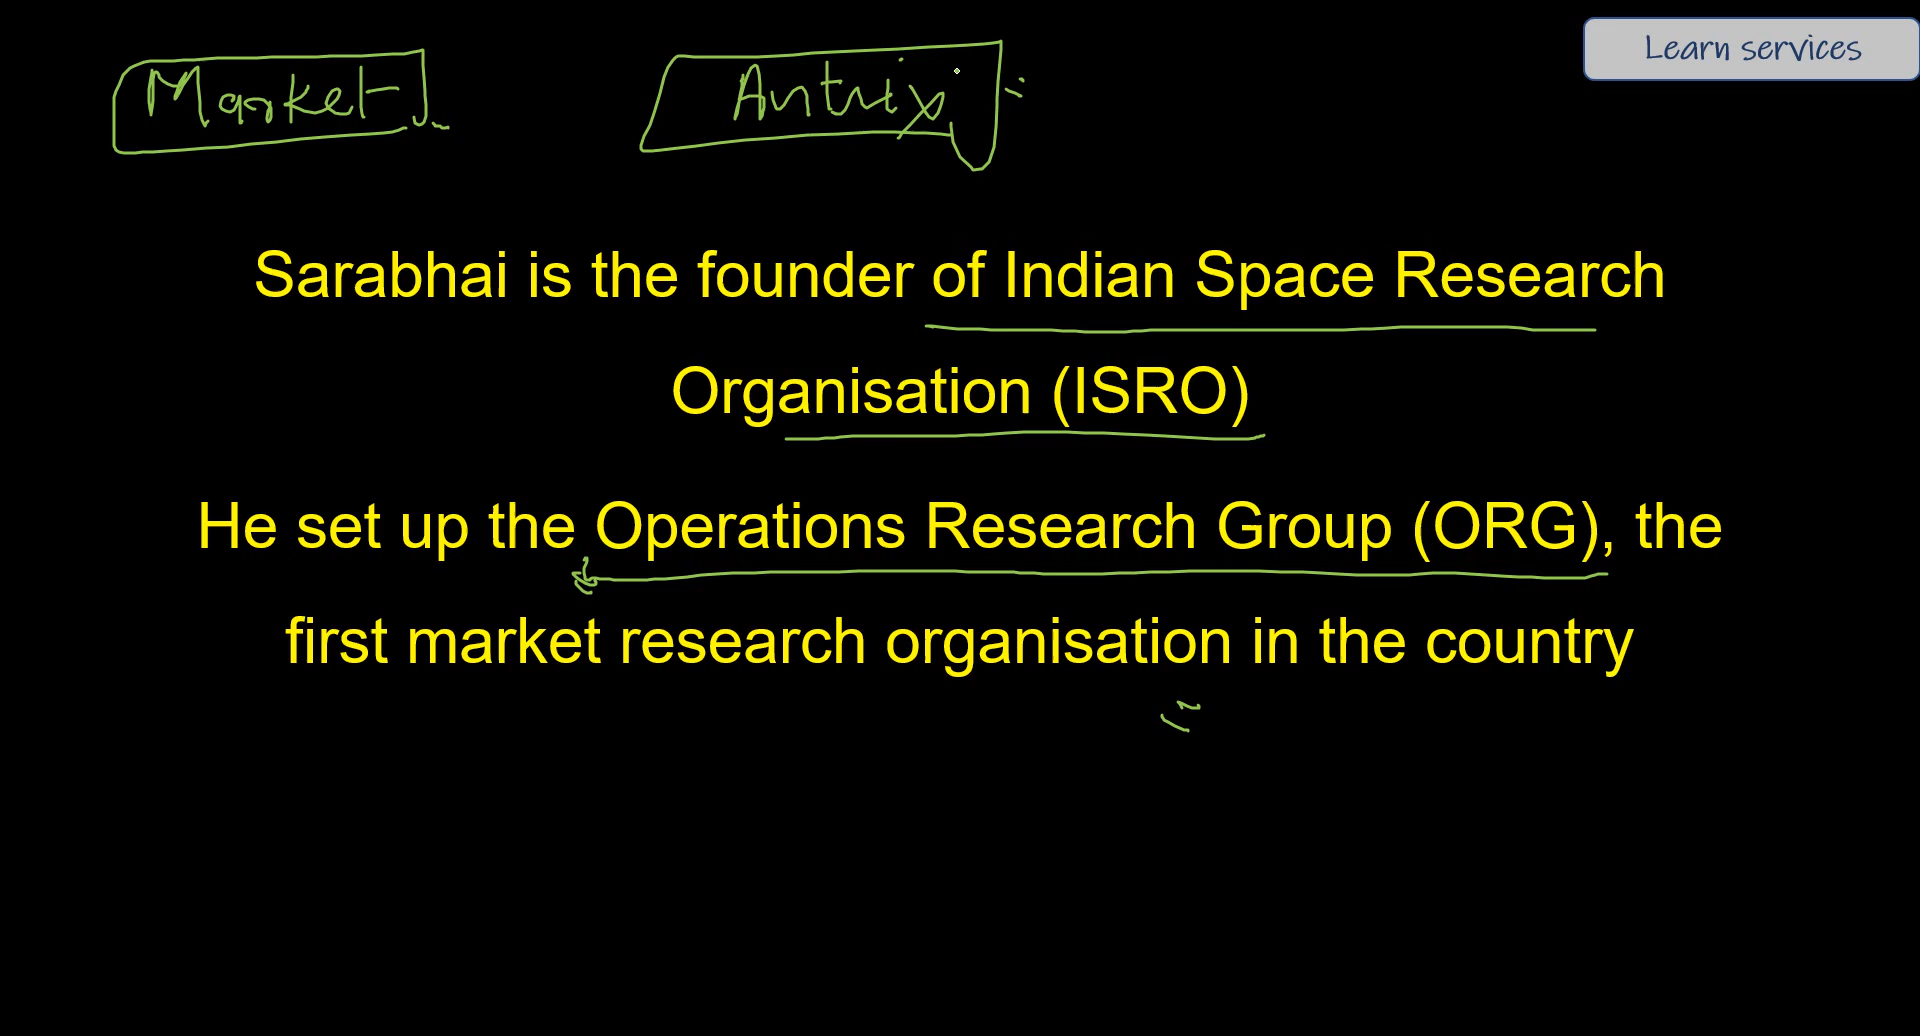 Learn services
Market Antrix
Sarabhai is the founder of Indian Space Research
Organisation (ISRO)
He set up the Operations Research Group (ORG), the
first market research organisation in the country